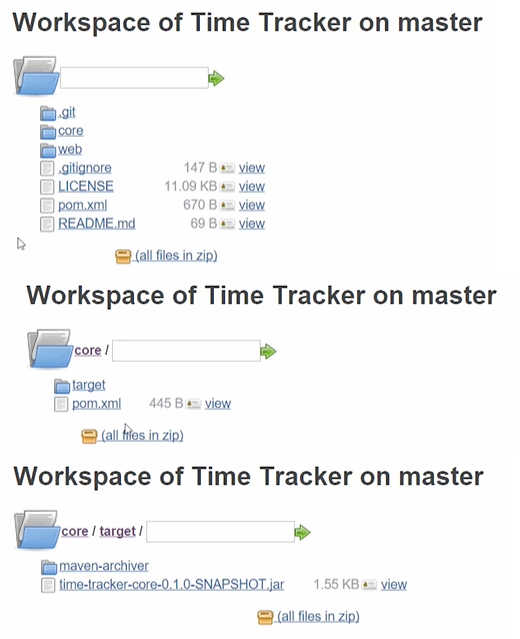 Workspace of Time Tracker on master
.git
core
web
.gitignore 147 B view
LICENSE 11.09 KB view
pom.xml 670 B view
README.md 69 B view
(all files in zip)
Workspace of Time Tracker on master
core /
target
pom.xml 445 B view
(all files in zip)
Workspace of Time Tracker on master
core / target /
maven-archiver
time-tracker-core-0.1.0-SNAPSHOT.jar 1.55 KB view
(all files in zip)